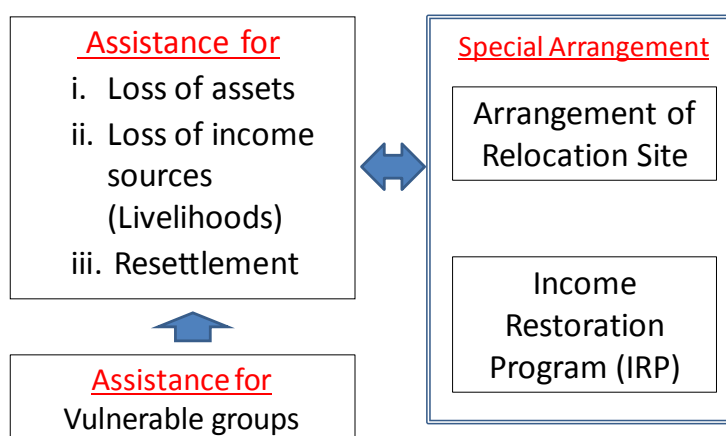 Assistance for
i. Loss of assets
ii. Loss of income
sources
(Livelihoods)
iii. Resettlement
Assistance for
Vulnerable groups
Special Arrangement
Arrangement of
Relocation Site
Income
Restoration
Program (IRP)